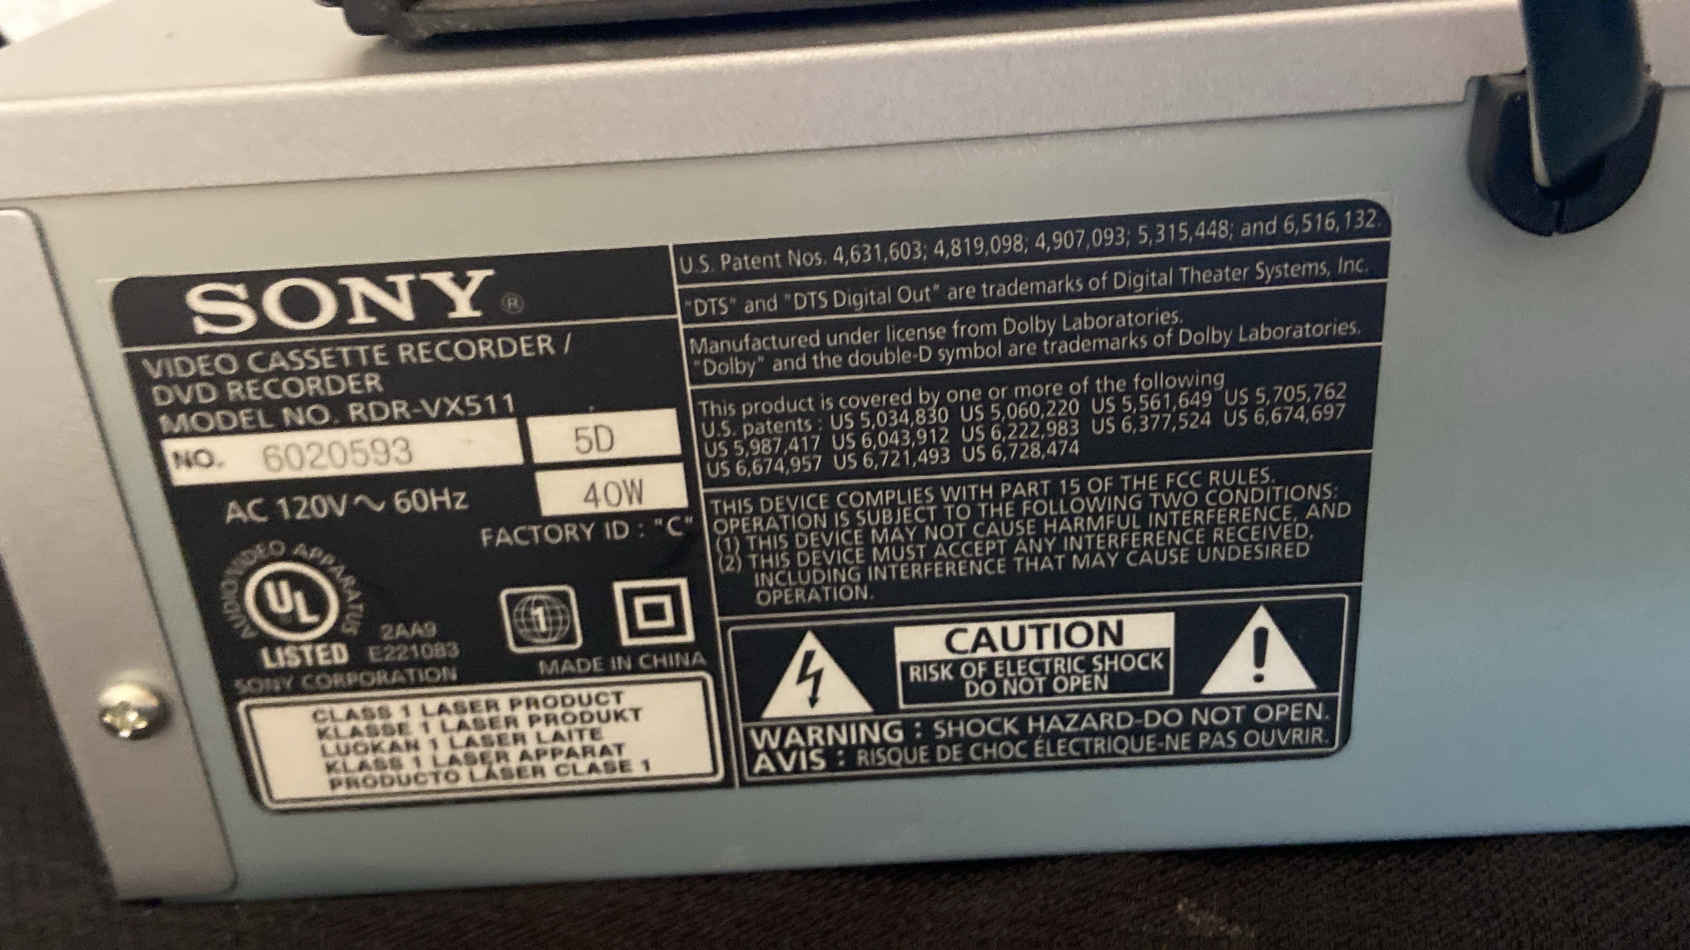 SONY®
VIDEO CASSETTE RECORDER /
DVD RECORDER
MODEL NO. RDR-VX511
NO. 6020593
5D
AC 120V ~ 60Hz
40W
FACTORY ID : "C"
AUDIO/VIDEO APPARATUS
UL
LISTED
2AA9
E221083
SONY CORPORATION
1
MADE IN CHINA
CLASS 1 LASER PRODUCT
KLASSE 1 LASER PRODUKT
LUOKAN 1 LASER LAITE
KLASS 1 LASER APPARAT
PRODUCTO LÁSER CLASE 1
U.S. Patent Nos. 4,631,603; 4,819,098; 4,907,093; 5,315,448; and 6,516,132.
"DTS" and "DTS Digital Out" are trademarks of Digital Theater Systems, Inc.
Manufactured under license from Dolby Laboratories.
"Dolby" and the double-D symbol are trademarks of Dolby Laboratories.
This product is covered by one or more of the following
U.S. patents : US 5,034,830 US 5,060,220 US 5,561,649 US 5,705,762
US 5,987,417 US 6,043,912 US 6,222,983 US 6,377,524 US 6,674,697
US 6,674,957 US 6,721,493 US 6,728,474
THIS DEVICE COMPLIES WITH PART 15 OF THE FCC RULES.
OPERATION IS SUBJECT TO THE FOLLOWING TWO CONDITIONS:
(1) THIS DEVICE MAY NOT CAUSE HARMFUL INTERFERENCE, AND
(2) THIS DEVICE MUST ACCEPT ANY INTERFERENCE RECEIVED,
INCLUDING INTERFERENCE THAT MAY CAUSE UNDESIRED
OPERATION.
CAUTION
RISK OF ELECTRIC SHOCK
DO NOT OPEN
WARNING : SHOCK HAZARD-DO NOT OPEN.
AVIS : RISQUE DE CHOC ÉLECTRIQUE-NE PAS OUVRIR.